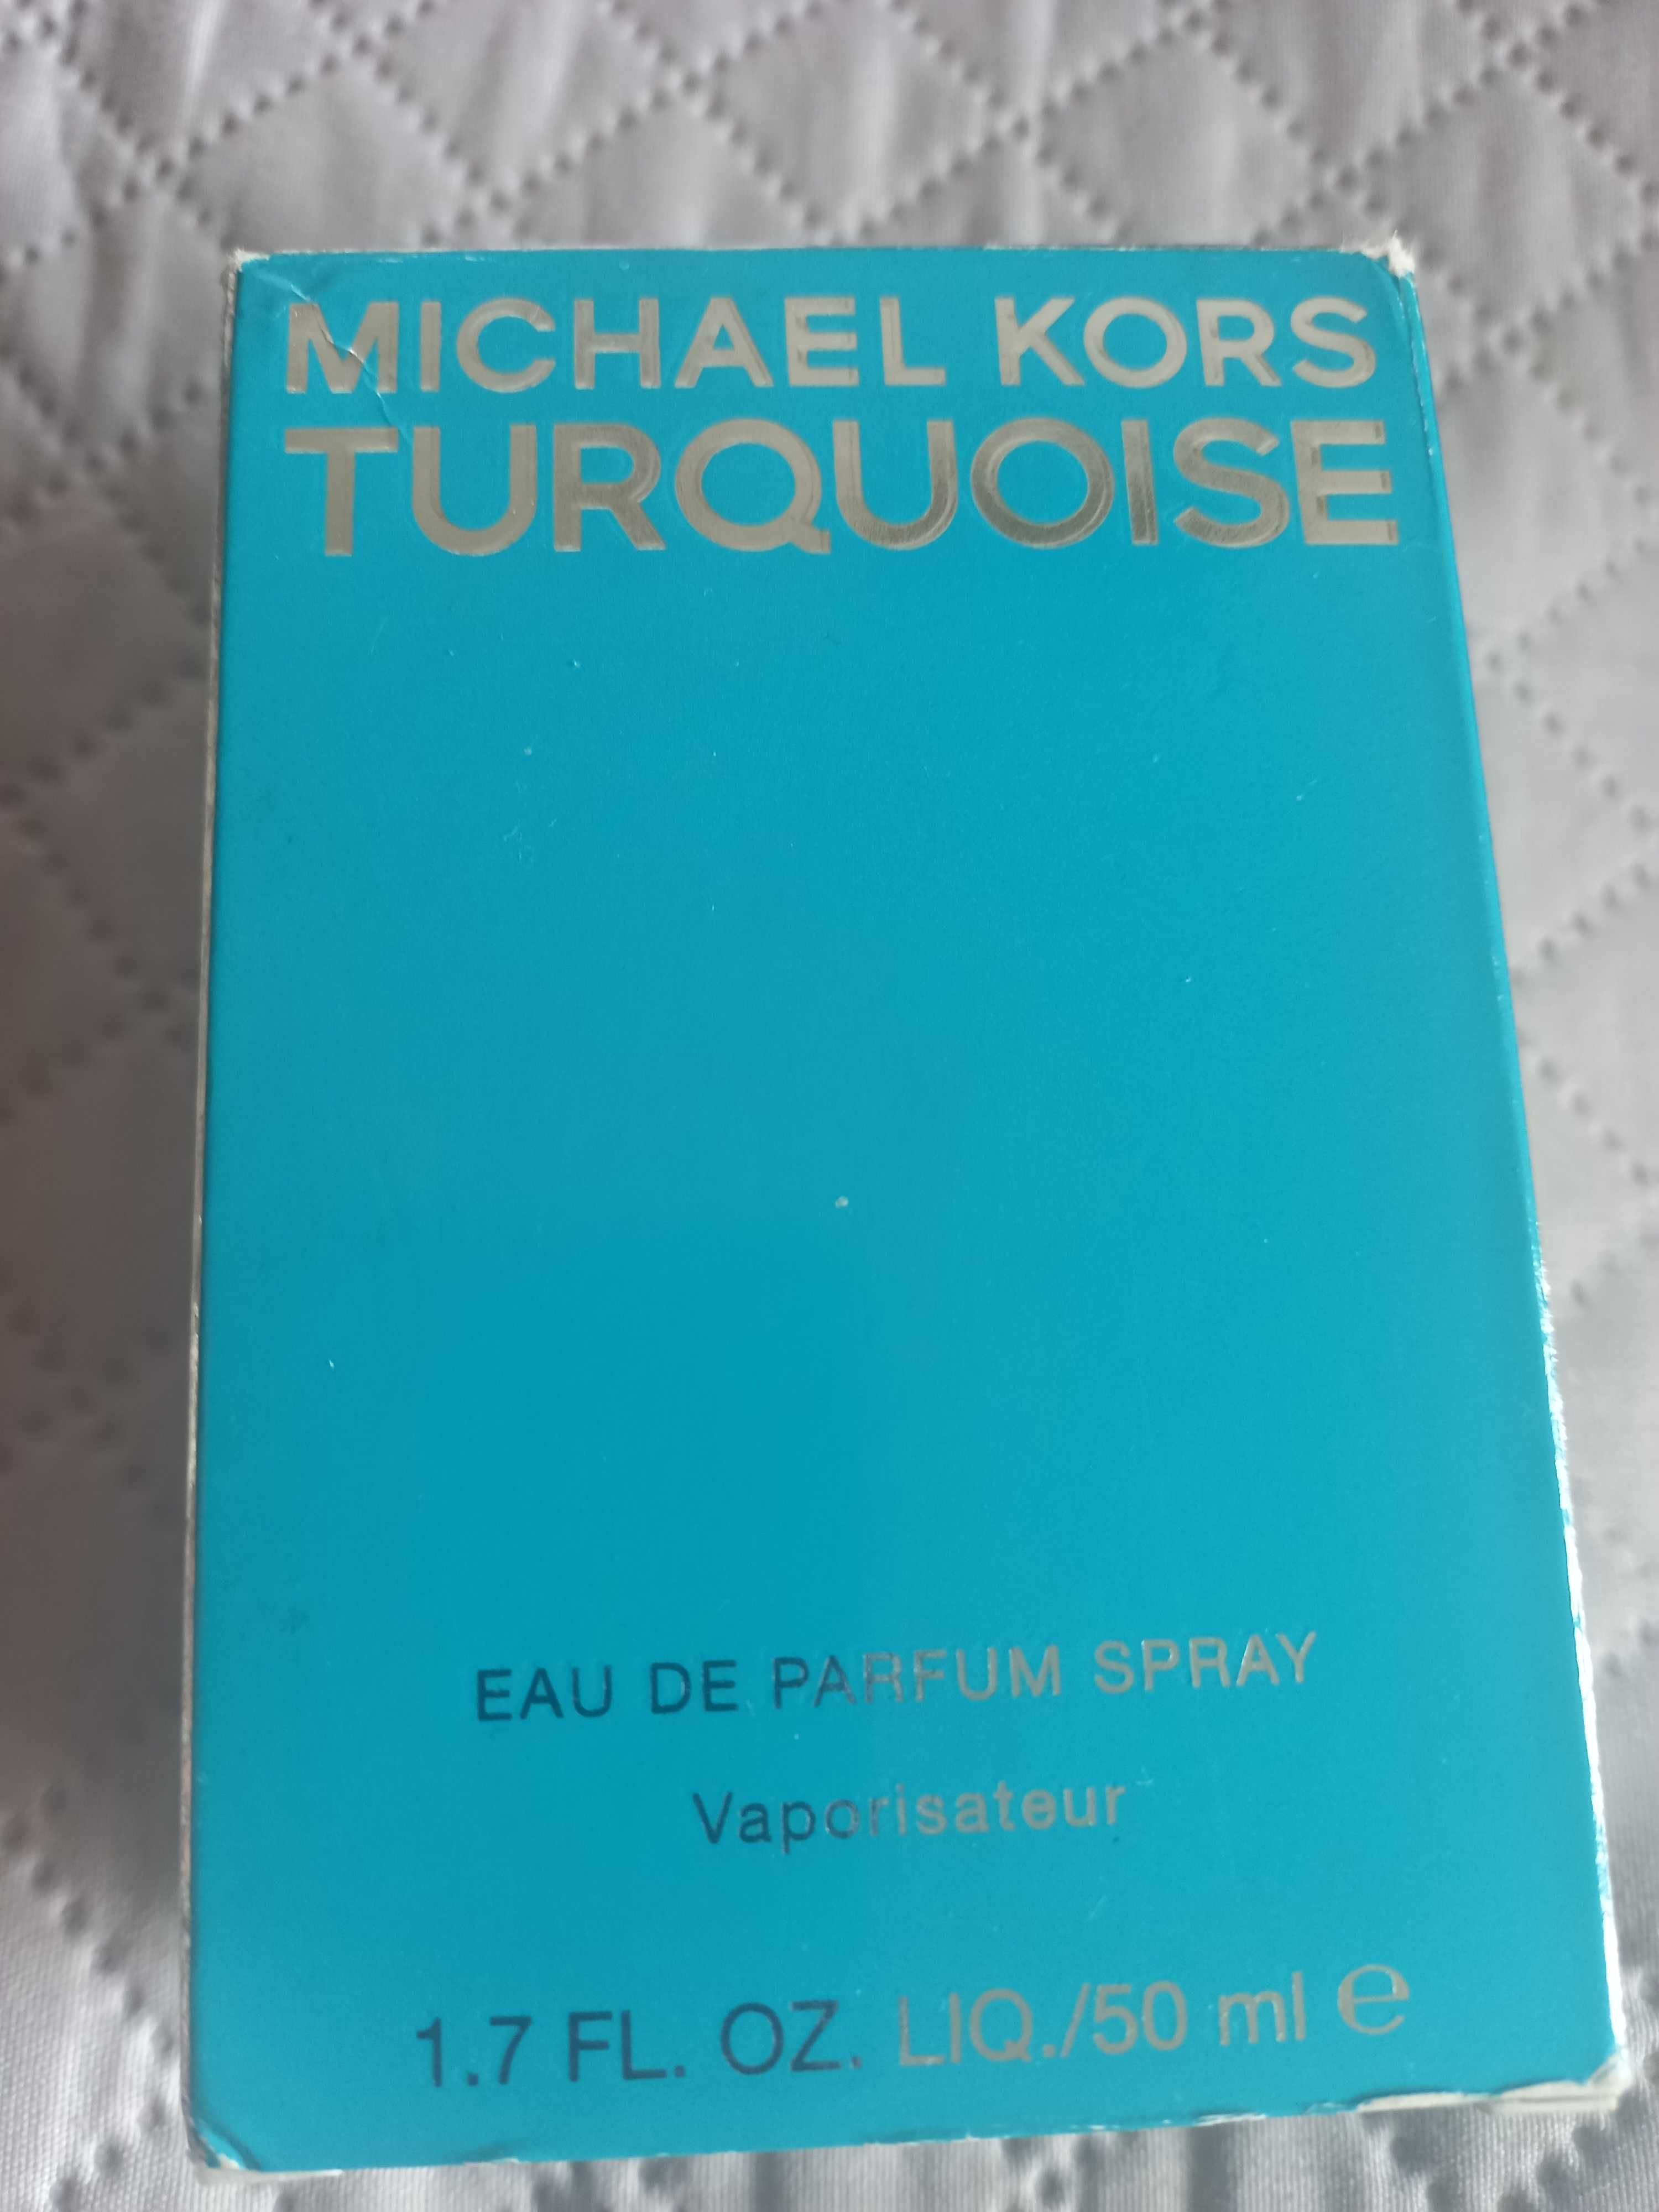 MICHAEL KORS
TURQUOISE
EAU DE PARFUM SPRAY
Vaporisateur
1.7 FL. OZ. LIQ./50 ml ℮